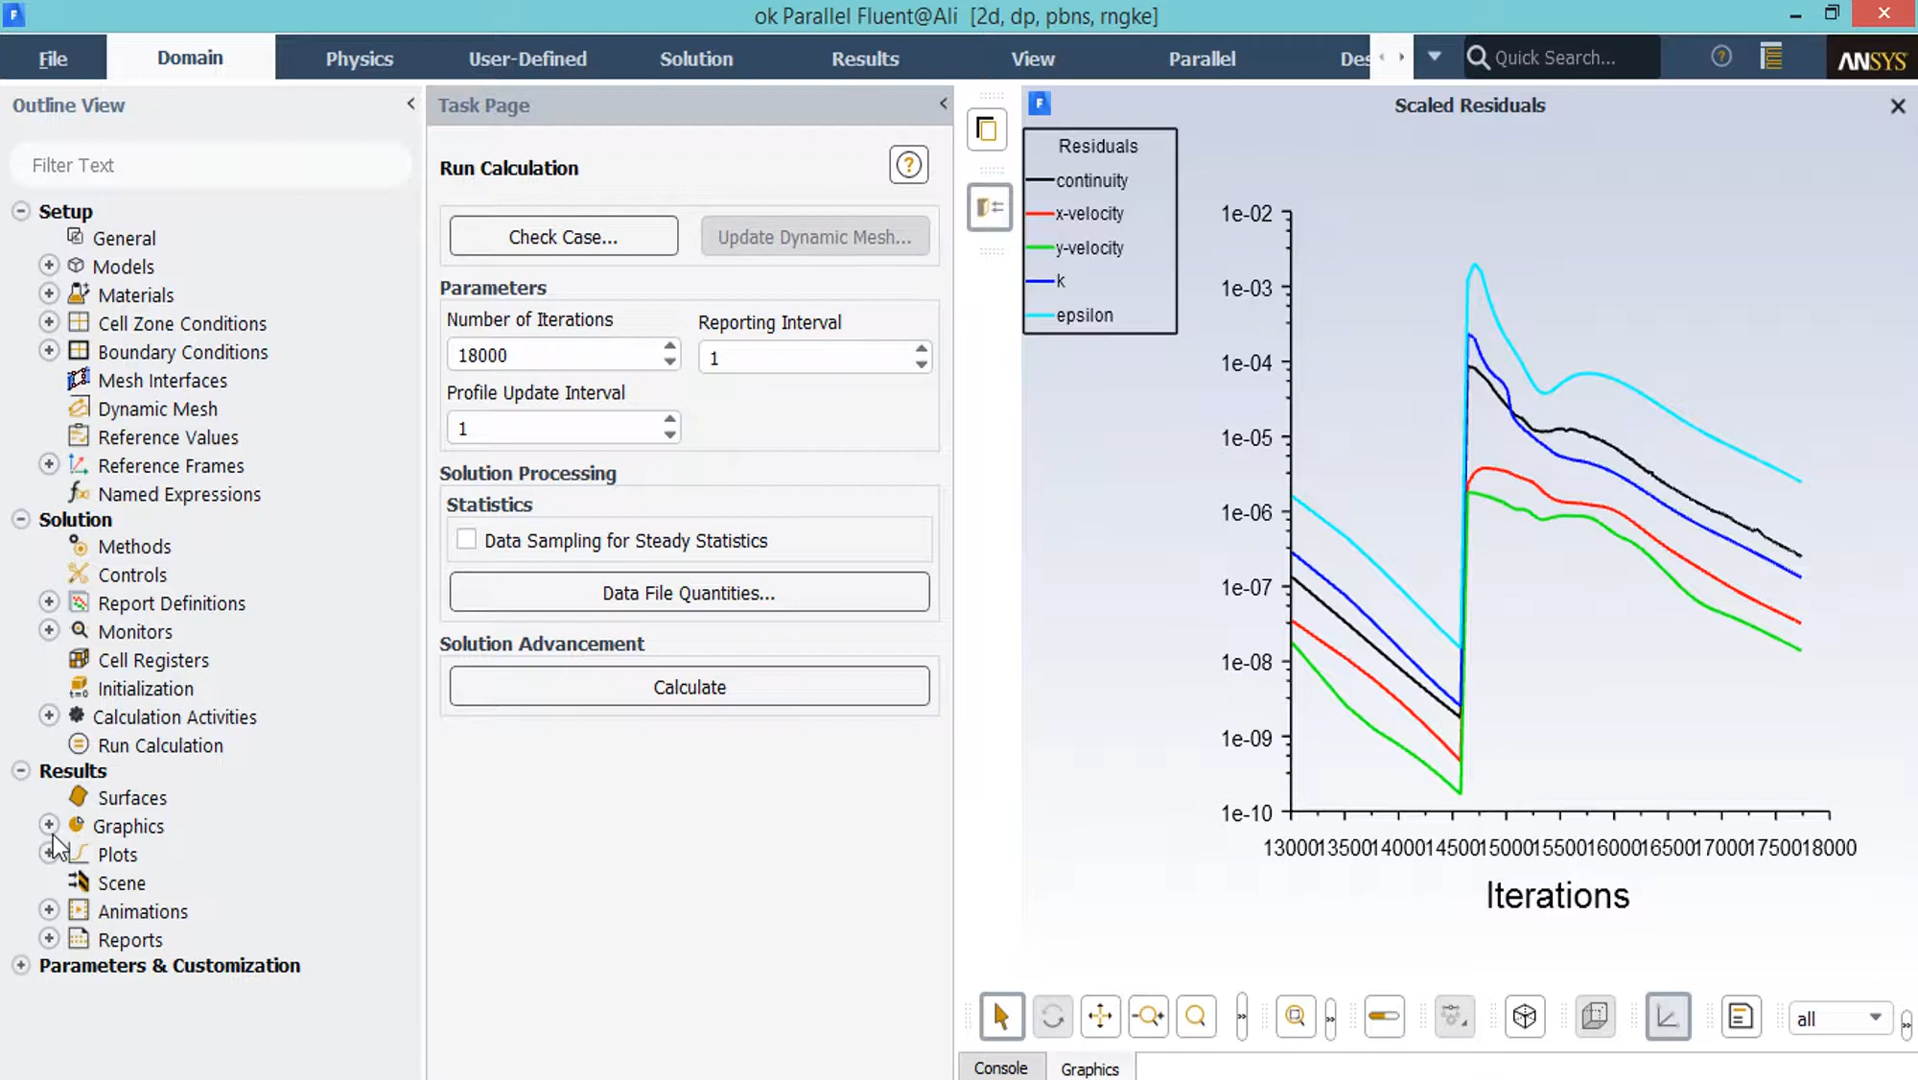 ok Parallel Fluent@Ali [2d, dp, pbns, rngke]
File Domain Physics User-Defined Solution Results View Parallel Des Quick Search... ANSYS
Outline View
Filter Text
Setup
General
Models
Materials
Cell Zone Conditions
Boundary Conditions
Mesh Interfaces
Dynamic Mesh
Reference Values
Reference Frames
Named Expressions
Solution
Methods
Controls
Report Definitions
Monitors
Cell Registers
Initialization
Calculation Activities
Run Calculation
Results
Surfaces
Graphics
Plots
Scene
Animations
Reports
Parameters & Customization
Task Page
Run Calculation
Check Case... Update Dynamic Mesh...
Parameters
Number of Iterations Reporting Interval
18000 1
Profile Update Interval
1
Solution Processing
Statistics
Data Sampling for Steady Statistics
Data File Quantities...
Solution Advancement
Calculate
Scaled Residuals
Residuals
continuity
x-velocity
y-velocity
k
epsilon
1e-02
1e-03
1e-04
1e-05
1e-06
1e-07
1e-08
1e-09
1e-10
13000 13500 14000 14500 15000 15500 16000 16500 17000 17500 18000
Iterations
all
Console Graphics